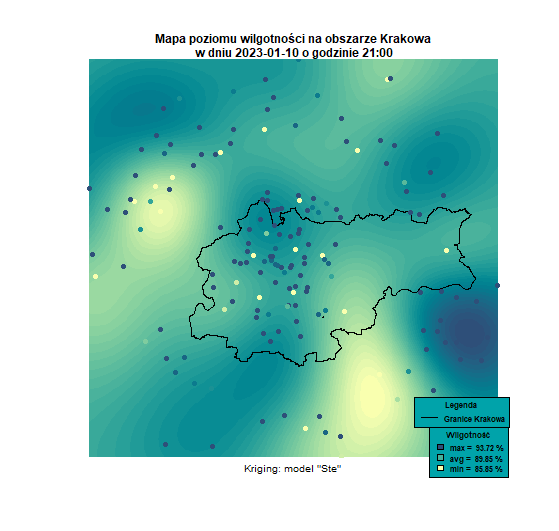 Mapa poziomu wilgotności na obszarze Krakowa
w dniu 2023-01-10 o godzinie 21:00
Legenda
Granice Krakowa
Wilgotność
max = 93.72 %
avg = 89.85 %
min = 85.85 %
Kriging: model "Ste"